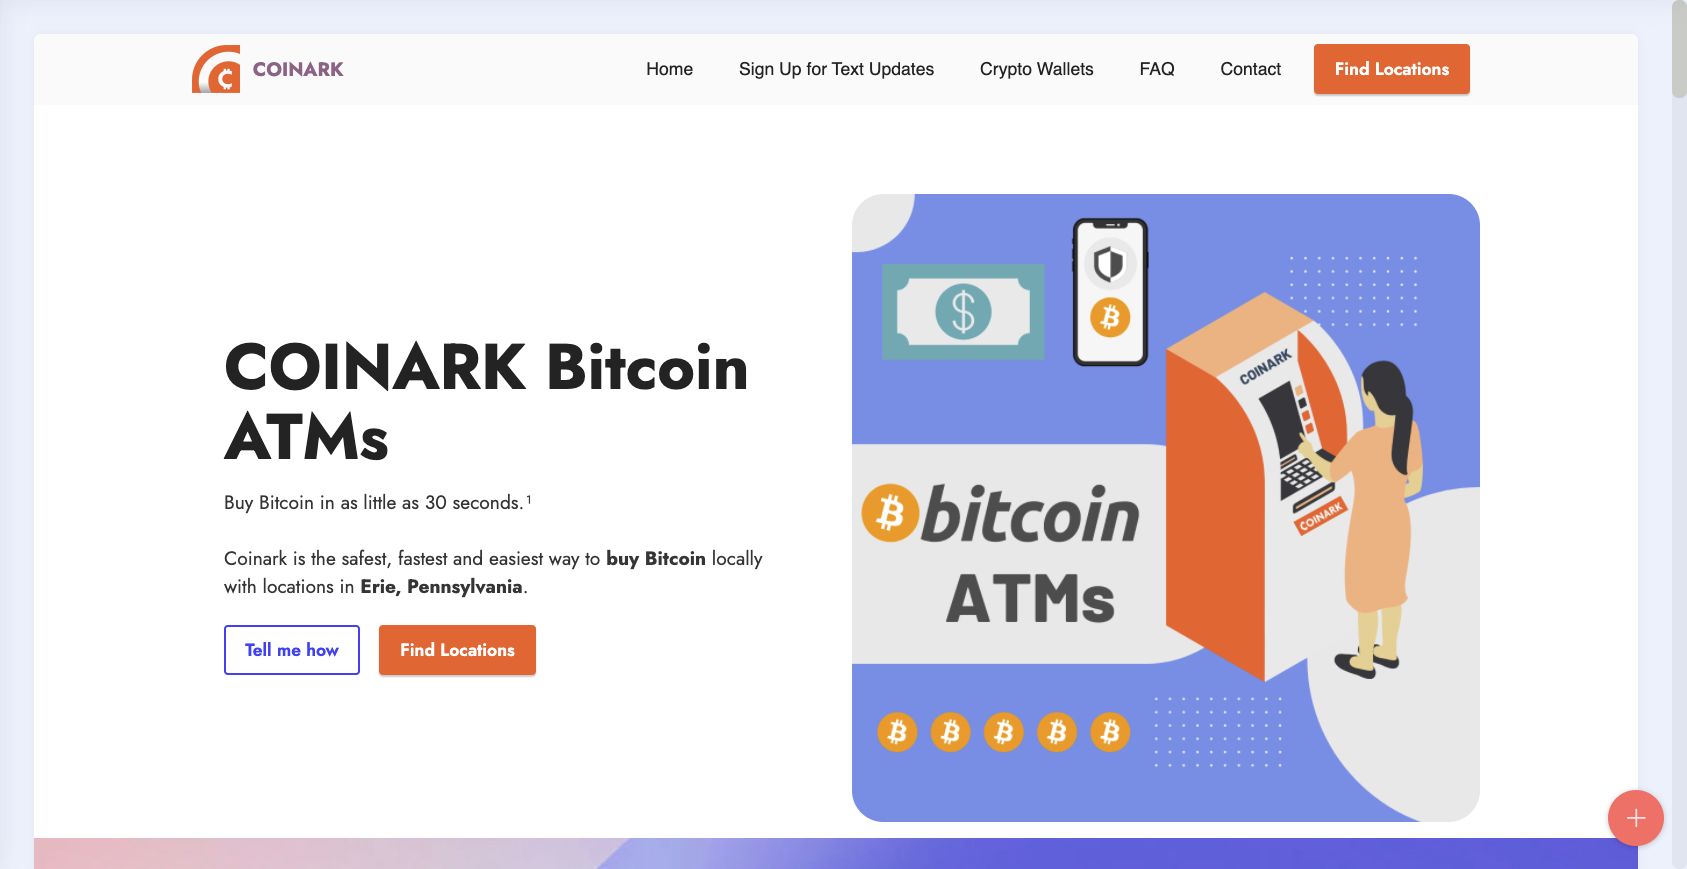 COINARK
Home
Sign Up for Text Updates
Crypto Wallets
FAQ
Contact
Find Locations
COINARK Bitcoin
ATMs
Buy Bitcoin in as little as 30 seconds.¹
Coinark is the safest, fastest and easiest way to buy Bitcoin locally
with locations in Erie, Pennsylvania.
Tell me how
Find Locations
COINARK
bitcoin
ATMs
COINARK